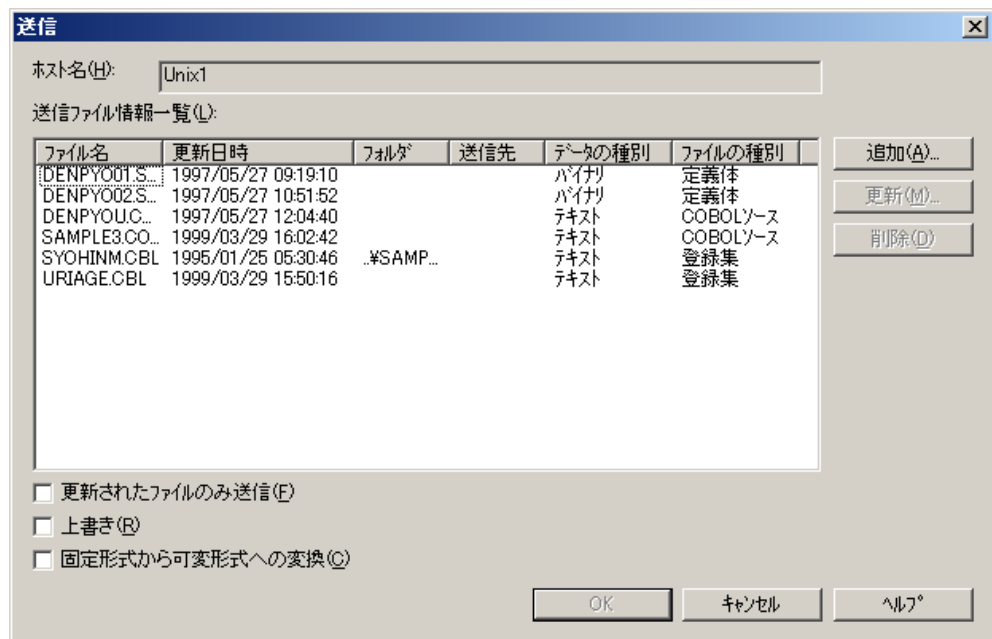 送信
ホスト名(H): Unix1
送信ファイル情報一覧(L):
ファイル名 更新日時 フォルダ 送信先 データの種別 ファイルの種別
DENPYO01.S... 1997/05/27 09:19:10 バイナリ 定義体
DENPYO02.S... 1997/05/27 10:51:52 バイナリ 定義体
DENPYOU.C... 1997/05/27 12:04:40 テキスト COBOLソース
SAMPLE3.CO... 1999/03/29 16:02:42 テキスト COBOLソース
SYOHINM.CBL 1995/01/25 05:30:46 ..¥SAMP... テキスト 登録集
URIAGE.CBL 1999/03/29 15:50:16 テキスト 登録集
追加(A)...
更新(M)...
削除(D)
更新されたファイルのみ送信(F)
上書き(R)
固定形式から可変形式への変換(C)
OK キャンセル ヘルプ